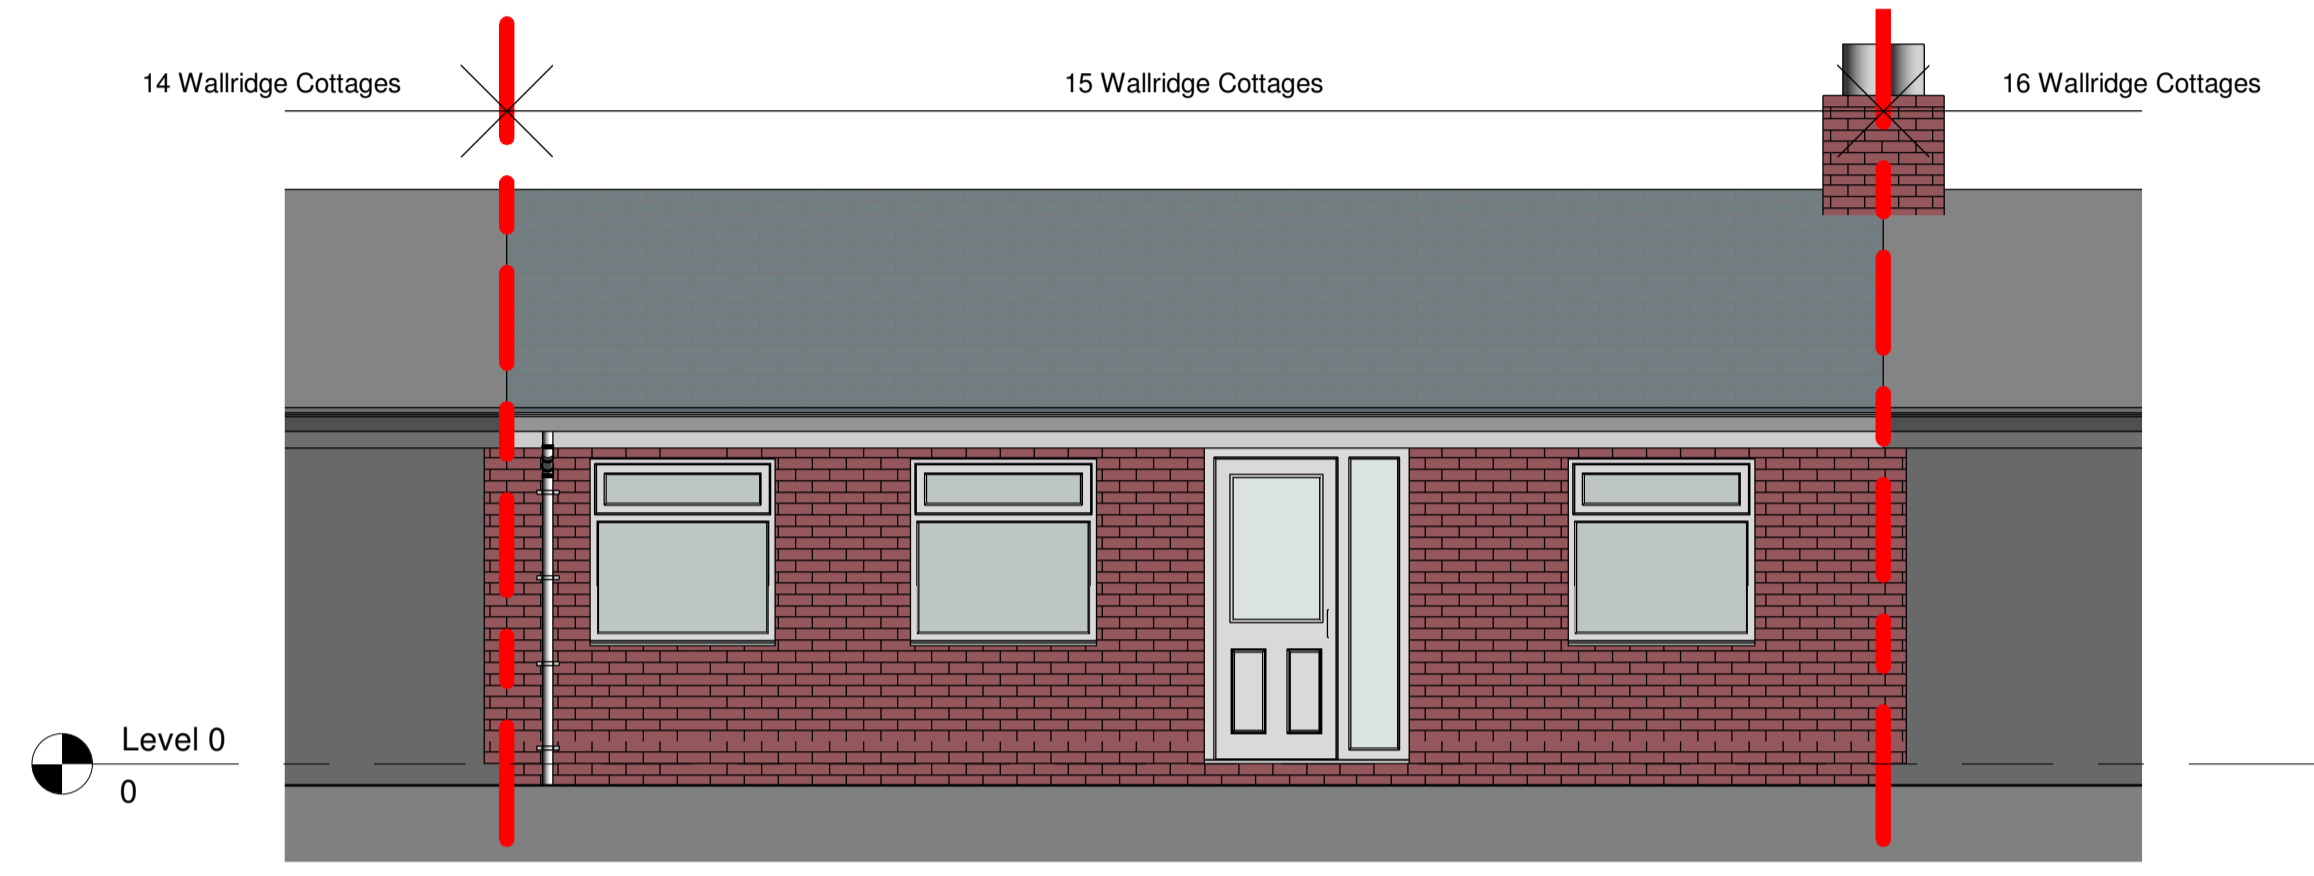 14 Wallridge Cottages
15 Wallridge Cottages
16 Wallridge Cottages
Level 0
0